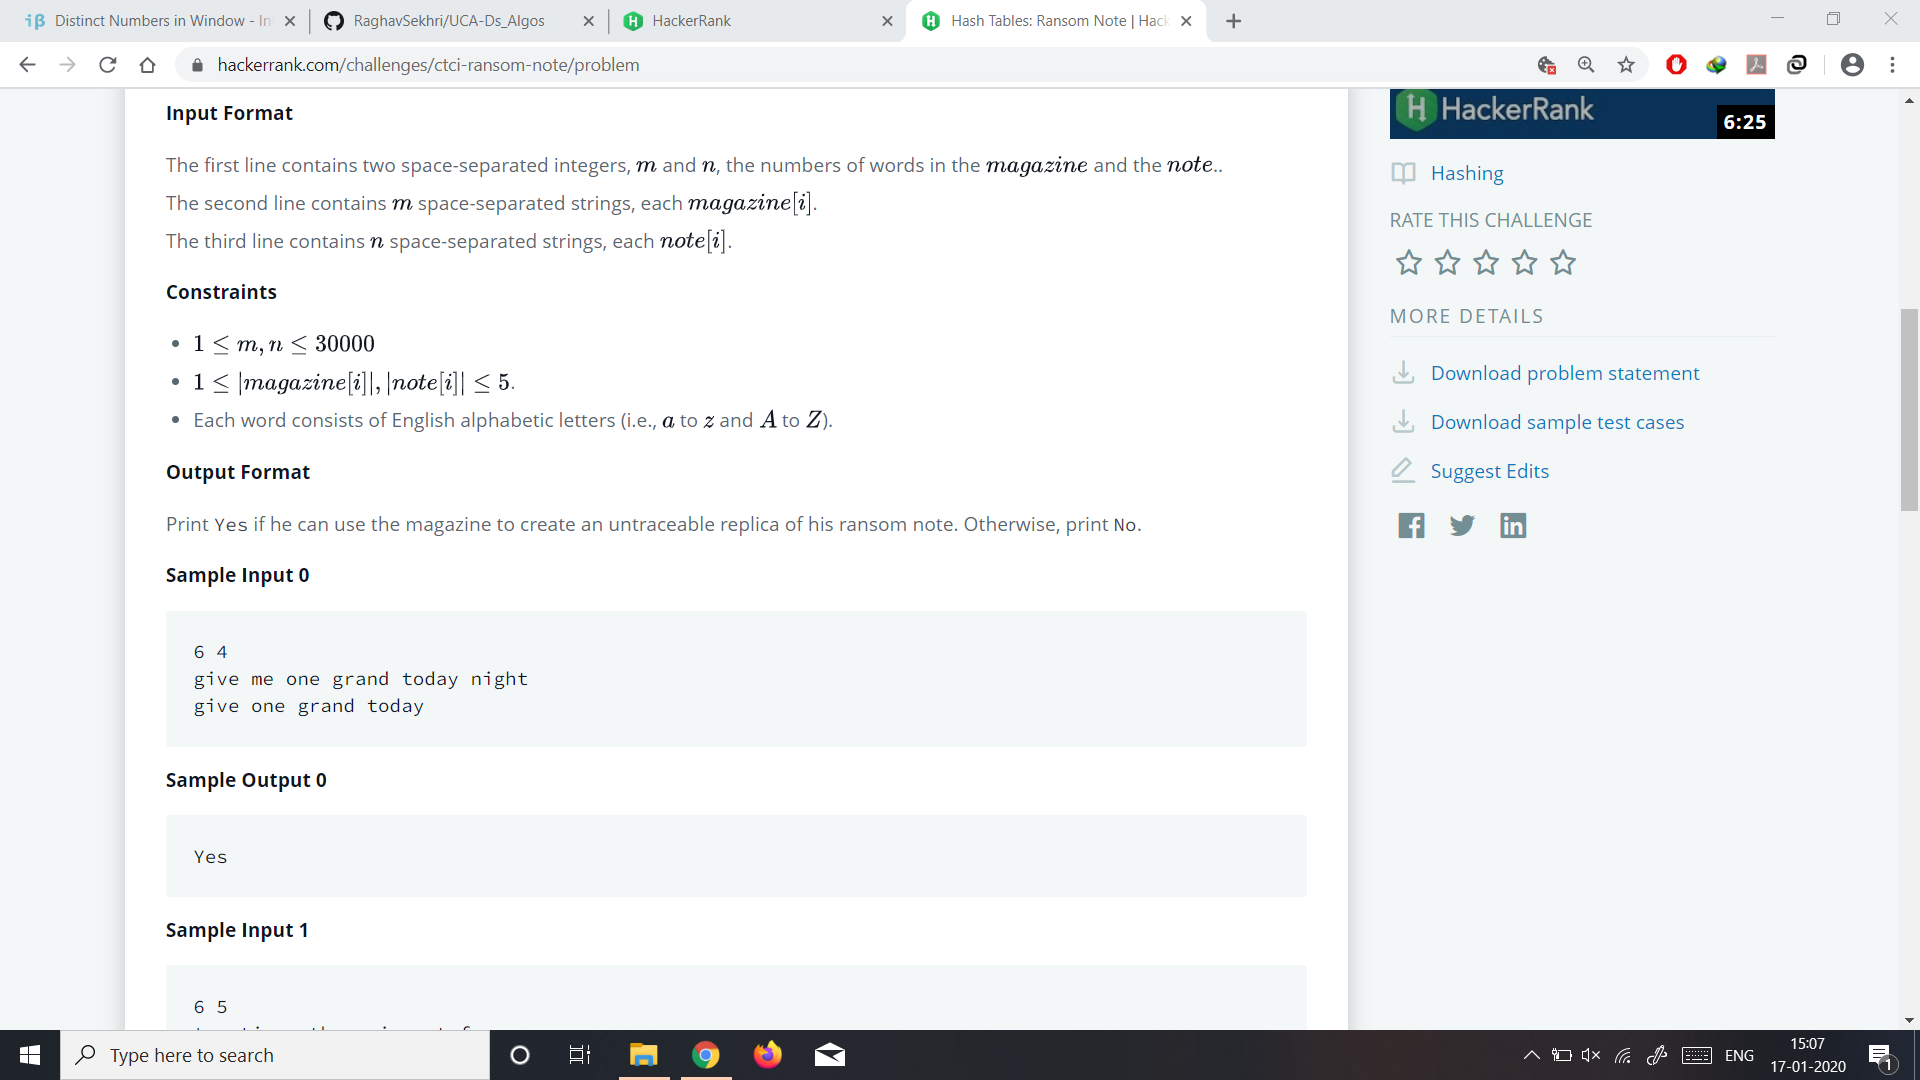 Distinct Numbers in Window - In
RaghavSekhri/UCA-Ds_Algos
HackerRank
Hash Tables: Ransom Note | Hack
hackerrank.com/challenges/ctci-ransom-note/problem
Input Format
The first line contains two space-separated integers, m and n, the numbers of words in the magazine and the note..
The second line contains m space-separated strings, each magazine[i].
The third line contains n space-separated strings, each note[i].
Constraints
• 1 ≤ m, n ≤ 30000
• 1 ≤ |magazine[i]|, |note[i]| ≤ 5.
• Each word consists of English alphabetic letters (i.e., a to z and A to Z).
Output Format
Print Yes if he can use the magazine to create an untraceable replica of his ransom note. Otherwise, print No.
Sample Input 0
6 4
give me one grand today night
give one grand today
Sample Output 0
Yes
Sample Input 1
6 5
HackerRank
6:25
Hashing
RATE THIS CHALLENGE
MORE DETAILS
Download problem statement
Download sample test cases
Suggest Edits
Type here to search
ENG
15:07
17-01-2020
1